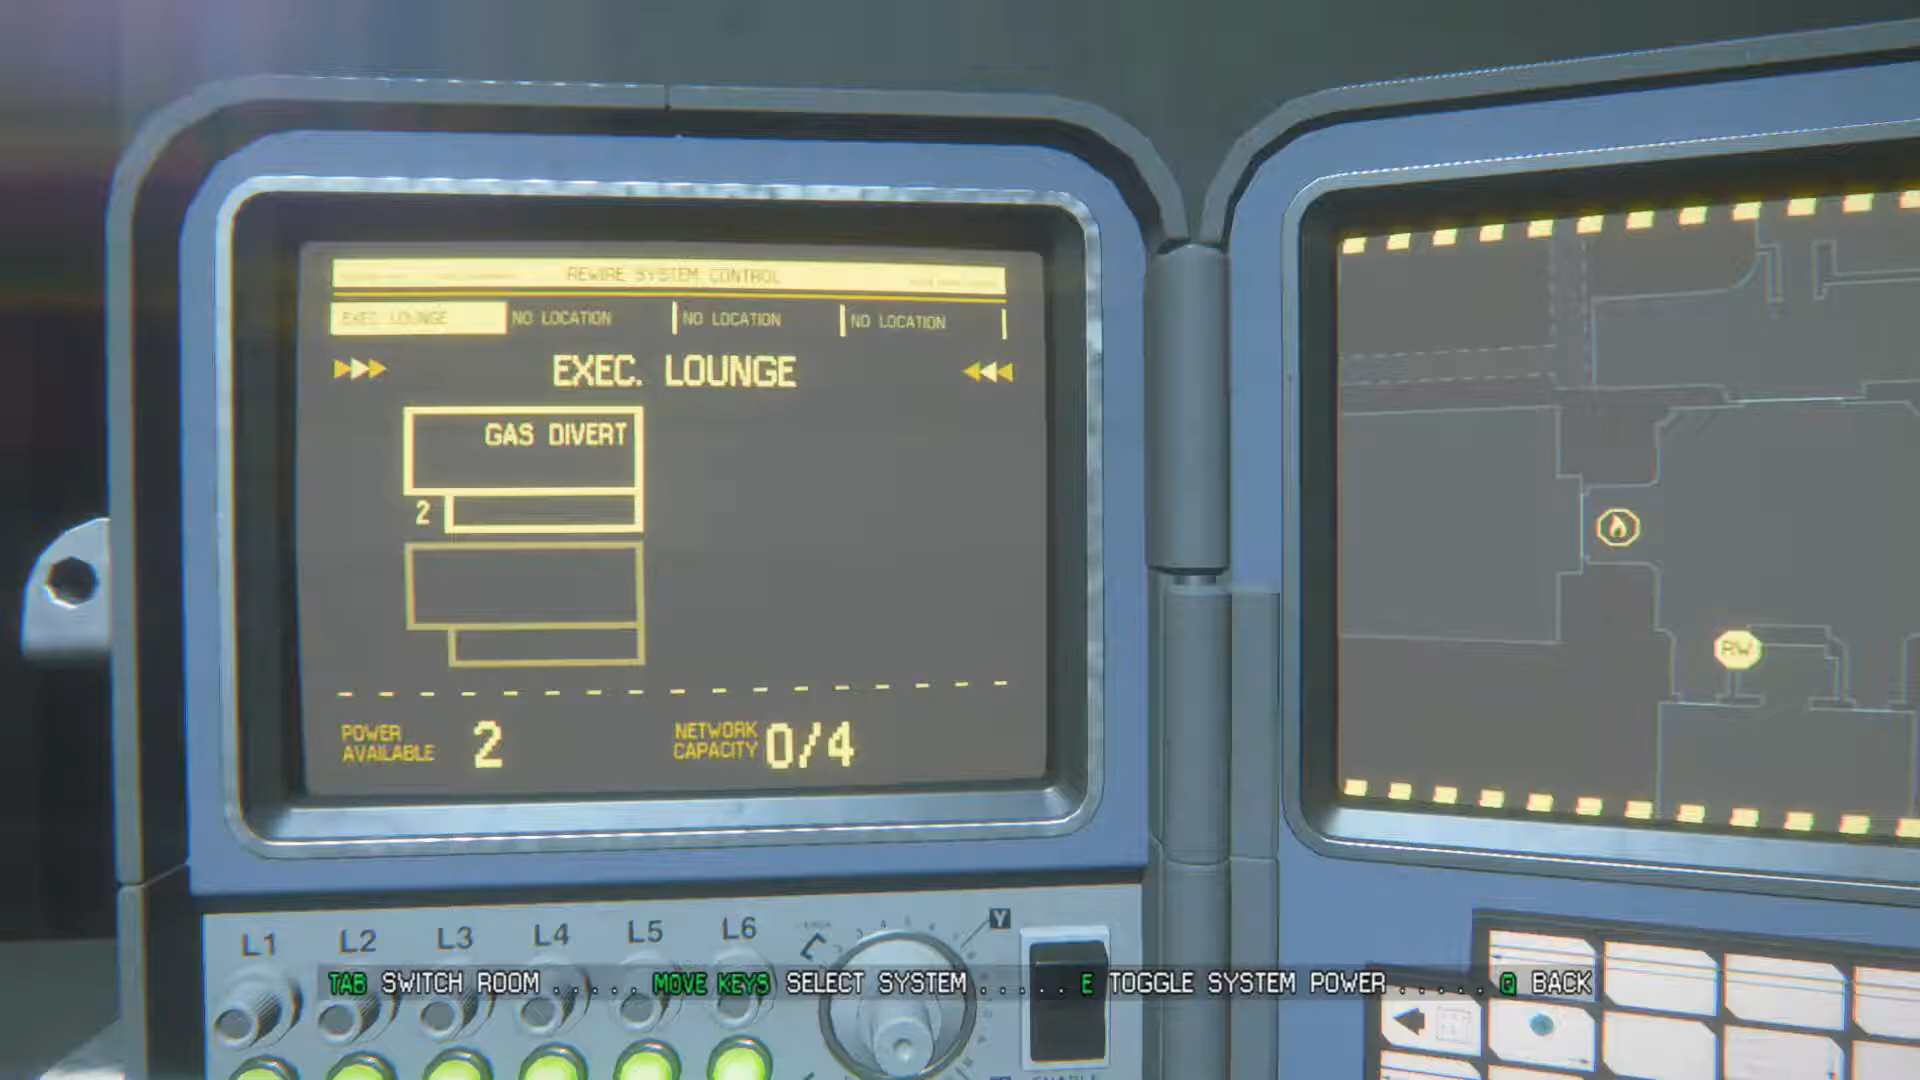 REWIRE SYSTEM CONTROL
EXEC. LOUNGE NO LOCATION NO LOCATION NO LOCATION
EXEC. LOUNGE
GAS DIVERT
2
POWER AVAILABLE 2 NETWORK CAPACITY 0/4
RW
L1 L2 L3 L4 L5 L6
Y
TAB SWITCH ROOM ..... MOVE KEYS SELECT SYSTEM ..... E TOGGLE SYSTEM POWER ..... Q BACK